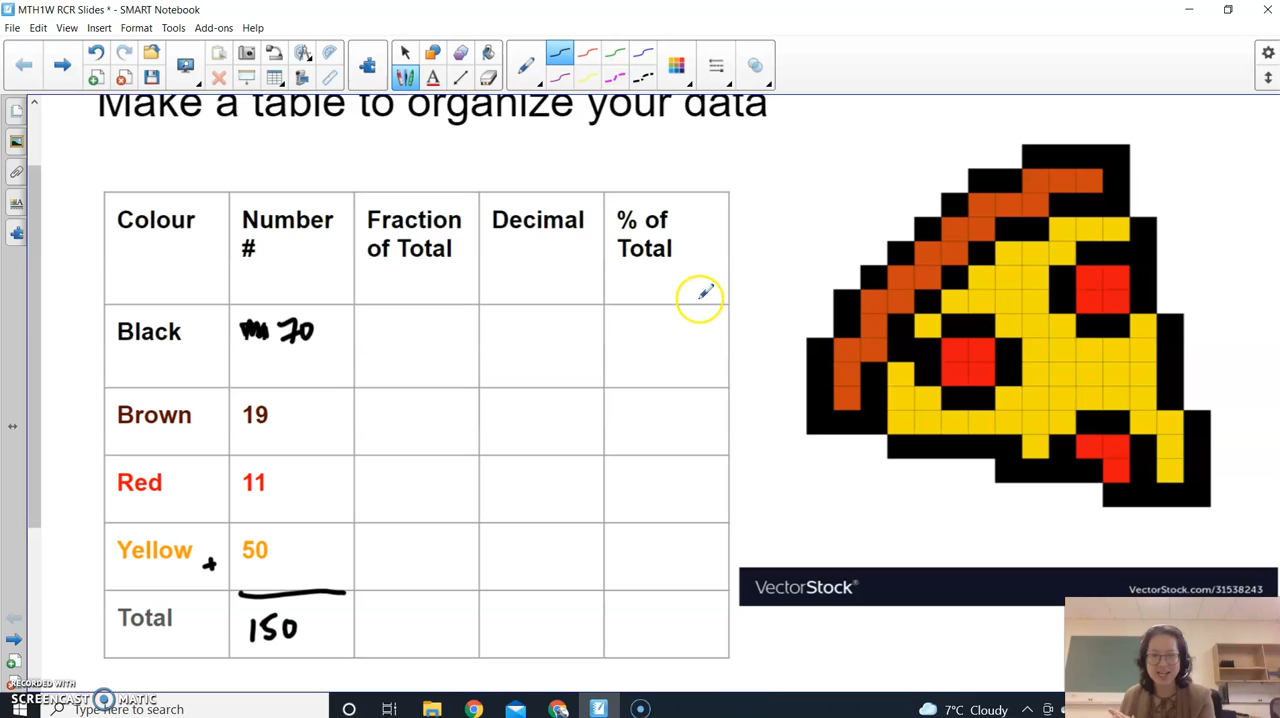 MTH1W RCR Slides * - SMART Notebook
File Edit View Insert Format Tools Add-ons Help
Make a table to organize your data
Colour Number # Fraction of Total Decimal % of Total
Black 70
Brown 19
Red 11
Yellow + 50
Total 150
VectorStock® VectorStock.com/31538243
RECORDED WITH
SCREENCAST MATIC
Type here to search
7°C Cloudy